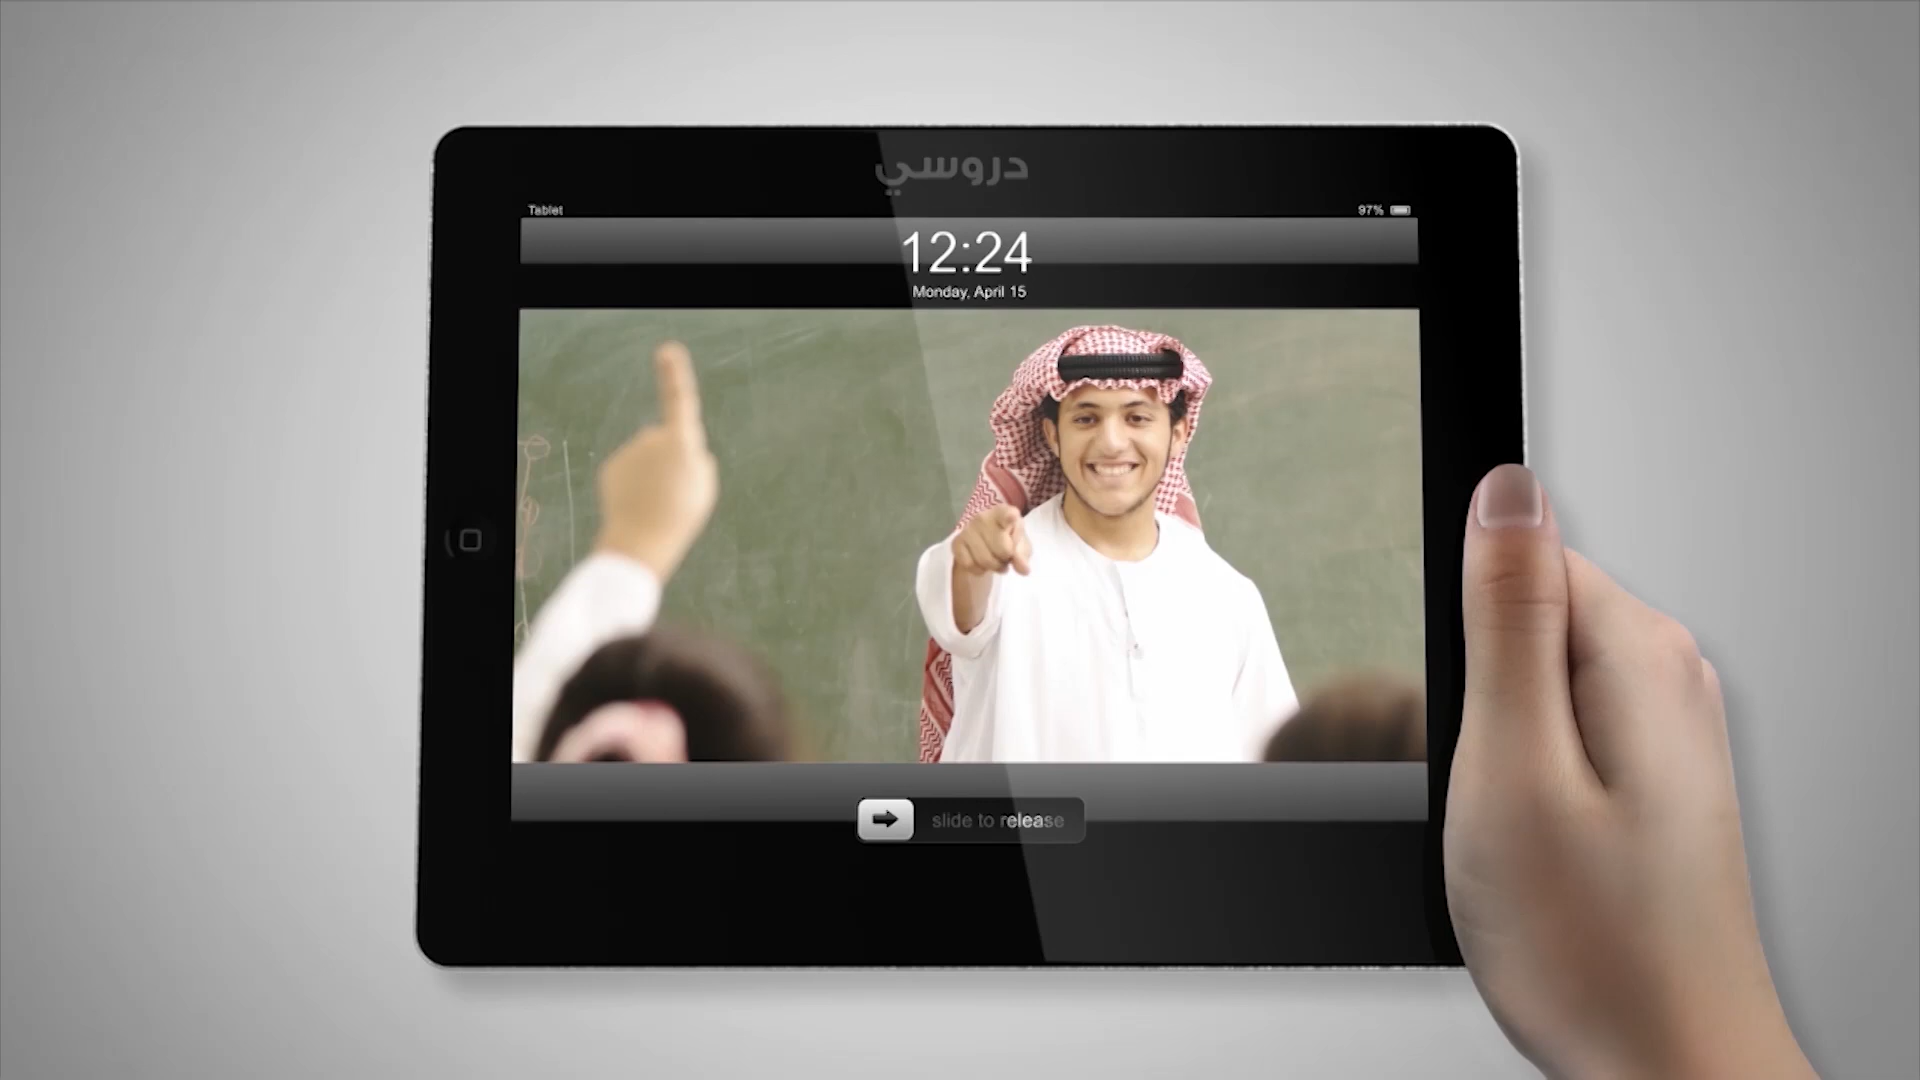 دروسي
Tablet
97%
12:24
Monday, April 15
slide to release